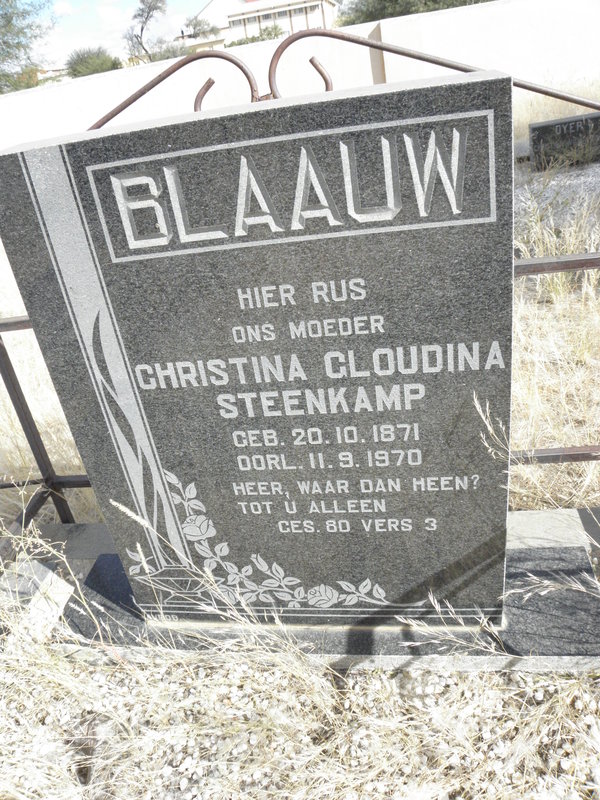 BLAAUW
HIER RUS
ONS MOEDER
CHRISTINA CLOUDINA
STEENKAMP
GEB. 20.10.1871
OORL. 11.9.1970
HEER, WAAR DAN HEEN?
TOT U ALLEEN
GES. 80 VERS 3